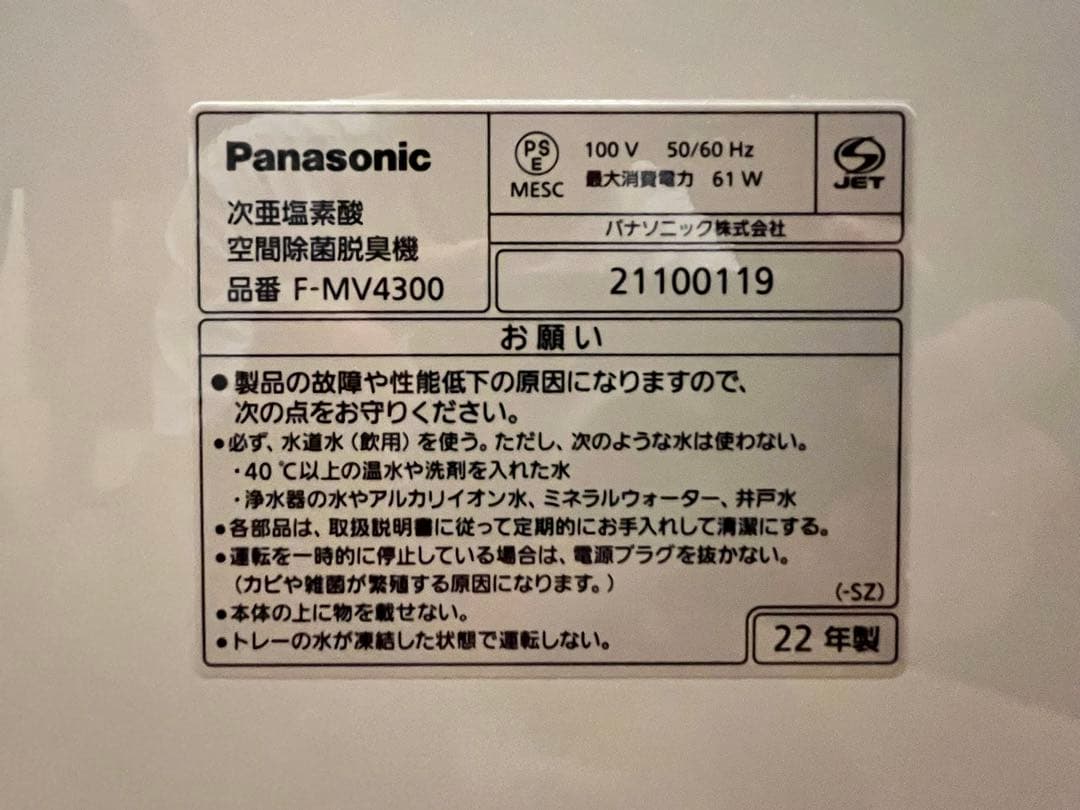 Panasonic
次亜塩素酸
空間除菌脱臭機
品番 F-MV4300
PS
E
MESC
100 V 50/60 Hz
最大消費電力 61 W
S
JET
パナソニック株式会社
21100119
お願い
●製品の故障や性能低下の原因になりますので、
次の点をお守りください。
●必ず、水道水（飲用）を使う。ただし、次のような水は使わない。
・40 ℃以上の温水や洗剤を入れた水
・浄水器の水やアルカリイオン水、ミネラルウォーター、井戸水
●各部品は、取扱説明書に従って定期的にお手入れして清潔にする。
●運転を一時的に停止している場合は、電源プラグを抜かない。
（カビや雑菌が繁殖する原因になります。）
●本体の上に物を載せない。
●トレーの水が凍結した状態で運転しない。
(-SZ)
22 年製